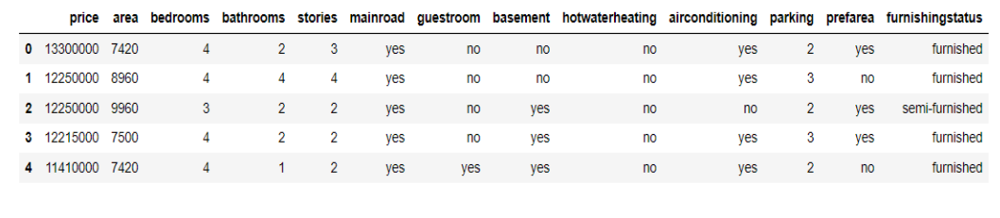 price area bedrooms bathrooms stories mainroad guestroom basement hotwaterheating airconditioning parking prefarea furnishingstatus
0 13300000 7420 4 2 3 yes no no no yes 2 yes furnished
1 12250000 8960 4 4 4 yes no no no yes 3 no furnished
2 12250000 9960 3 2 2 yes no yes no no 2 yes semi-furnished
3 12215000 7500 4 2 2 yes no yes no yes 3 yes furnished
4 11410000 7420 4 1 2 yes yes yes no yes 2 no furnished